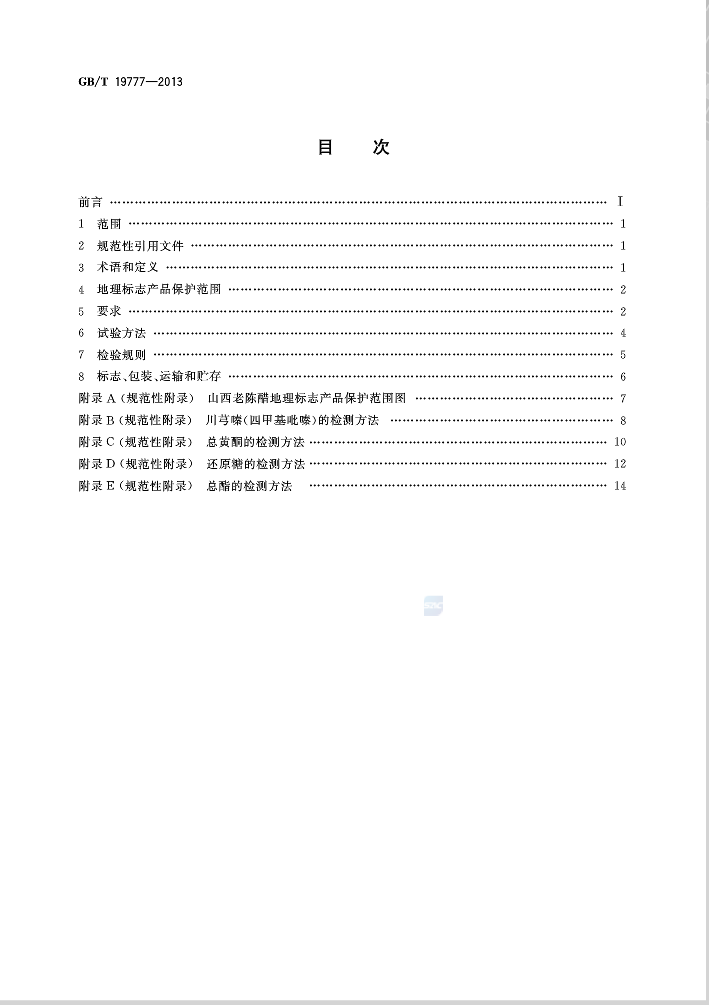 GB/T 19777—2013
目 次
前言 …………………………………………………………………… Ⅰ
1 范围 …………………………………………………………………… 1
2 规范性引用文件 …………………………………………………………………… 1
3 术语和定义 …………………………………………………………………… 1
4 地理标志产品保护范围 …………………………………………………………………… 2
5 要求 …………………………………………………………………… 2
6 试验方法 …………………………………………………………………… 4
7 检验规则 …………………………………………………………………… 5
8 标志、包装、运输和贮存 …………………………………………………………………… 6
附录 A（规范性附录） 山西老陈醋地理标志产品保护范围图 ………………………………… 7
附录 B（规范性附录） 川芎嗪（四甲基吡嗪）的检测方法 ………………………………… 8
附录 C（规范性附录） 总黄酮的检测方法 ………………………………… 10
附录 D（规范性附录） 还原糖的检测方法 ………………………………… 12
附录 E（规范性附录） 总酯的检测方法 ………………………………… 14
SAC